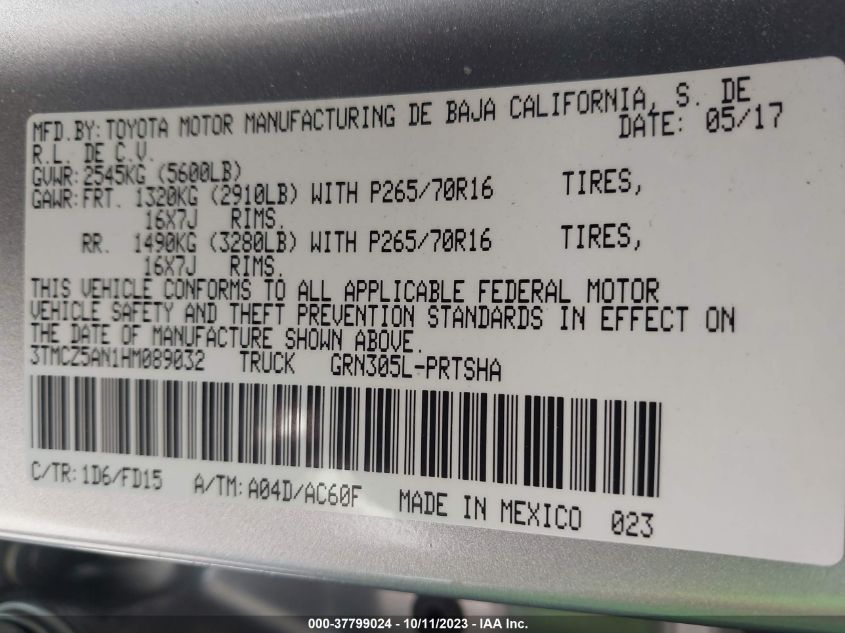 MFD.BY: TOYOTA MOTOR MANUFACTURING DE BAJA CALIFORNIA, S. DE
R.L. DE C.V. DATE: 05/17
GVWR: 2545KG (5600LB)
GAWR: FRT. 1320KG (2910LB) WITH P265/70R16 TIRES,
16X7J RIMS.
RR. 1490KG (3280LB) WITH P265/70R16 TIRES,
16X7J RIMS.
THIS VEHICLE CONFORMS TO ALL APPLICABLE FEDERAL MOTOR
VEHICLE SAFETY AND THEFT PREVENTION STANDARDS IN EFFECT ON
THE DATE OF MANUFACTURE SHOWN ABOVE.
3TMCZ5AN1HM089032 TRUCK GRN305L-PRTSHA
C/TR: 1D6/FD15 A/TM: A04D/AC60F MADE IN MEXICO 023
000-37799024 - 10/11/2023 - IAA Inc.